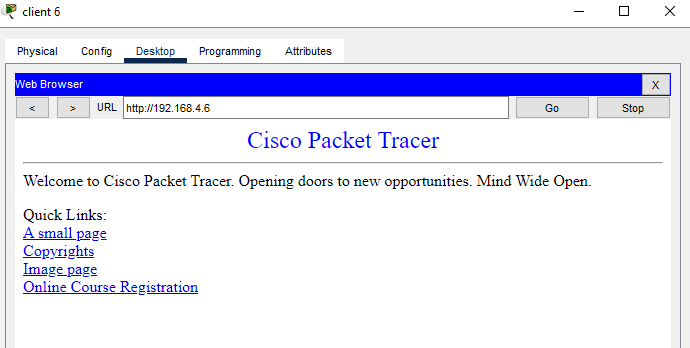 client 6
Physical Config Desktop Programming Attributes
Web Browser X
< > URL http://192.168.4.6 Go Stop
Cisco Packet Tracer
Welcome to Cisco Packet Tracer. Opening doors to new opportunities. Mind Wide Open.
Quick Links:
A small page
Copyrights
Image page
Online Course Registration